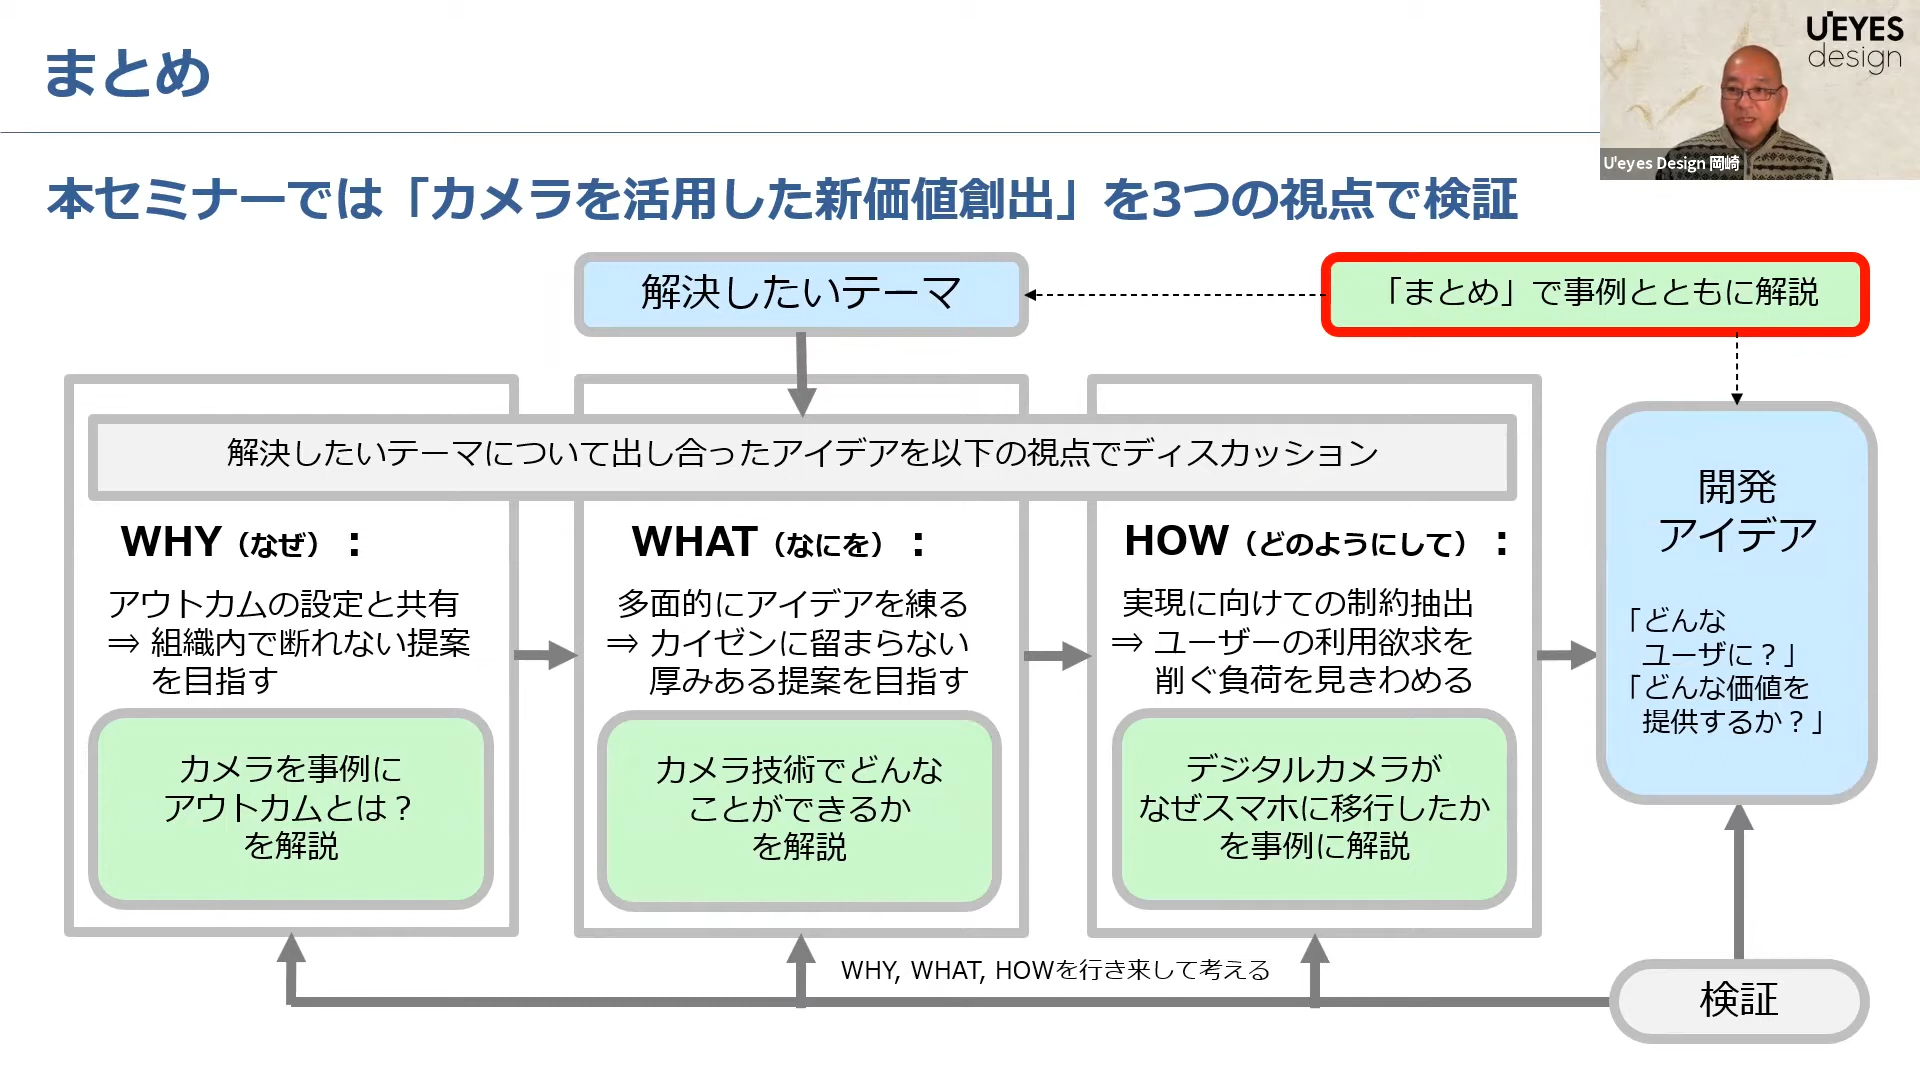 まとめ
U'EYES
design
U'eyes Design 岡崎
本セミナーでは「カメラを活用した新価値創出」を3つの視点で検証
解決したいテーマ
「まとめ」で事例とともに解説
解決したいテーマについて出し合ったアイデアを以下の視点でディスカッション
WHY（なぜ）：
アウトカムの設定と共有
⇒ 組織内で断れない提案
を目指す
カメラを事例に
アウトカムとは？
を解説
WHAT（なにを）：
多面的にアイデアを練る
⇒ カイゼンに留まらない
厚みある提案を目指す
カメラ技術でどんな
ことができるか
を解説
HOW（どのようにして）：
実現に向けての制約抽出
⇒ ユーザーの利用欲求を
削ぐ負荷を見きわめる
デジタルカメラが
なぜスマホに移行したか
を事例に解説
開発
アイデア
「どんな
ユーザに？」
「どんな価値を
提供するか？」
WHY, WHAT, HOWを行き来して考える
検証